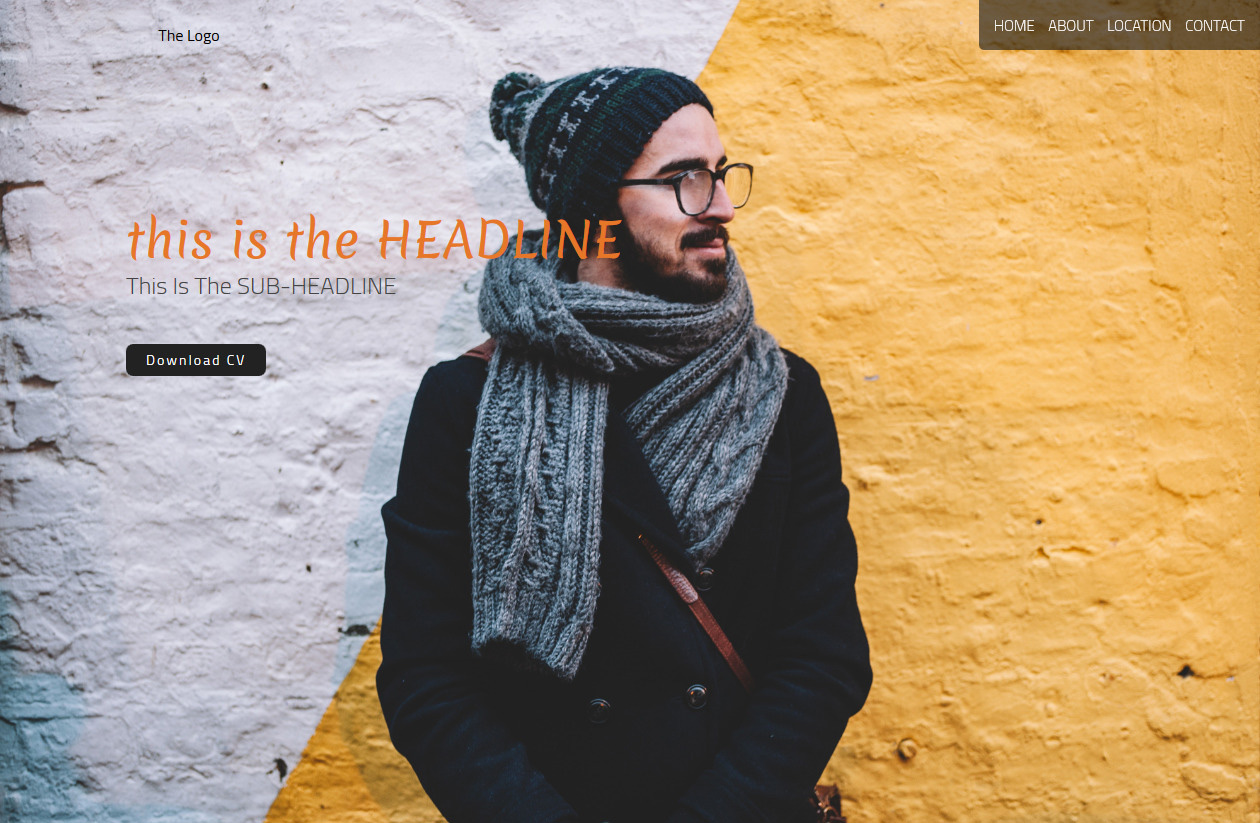 The Logo
HOME ABOUT LOCATION CONTACT
this is the HEADLINE
This Is The SUB-HEADLINE
Download CV